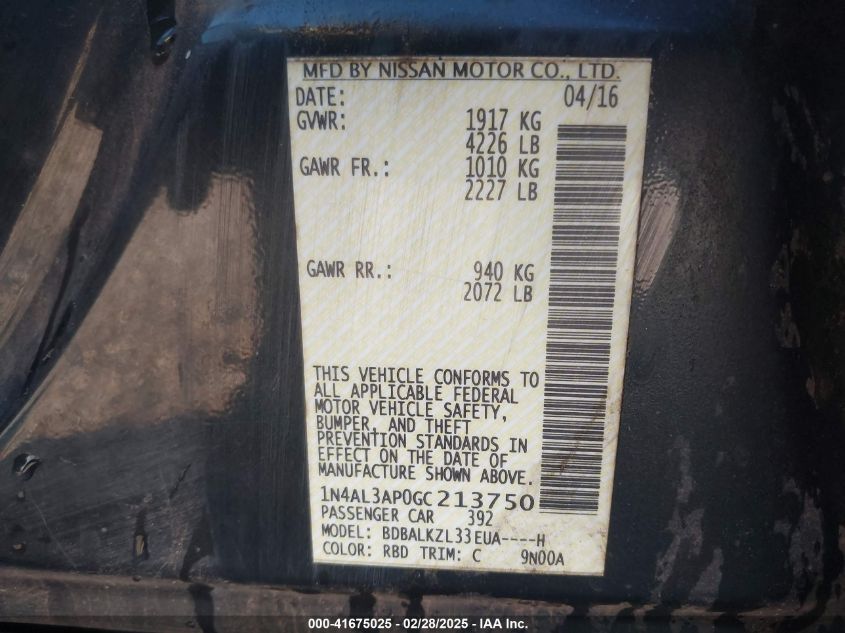 MFD BY NISSAN MOTOR CO., LTD.
DATE: 04/16
GVWR: 1917 KG
4226 LB
GAWR FR.: 1010 KG
2227 LB
GAWR RR.: 940 KG
2072 LB
THIS VEHICLE CONFORMS TO
ALL APPLICABLE FEDERAL
MOTOR VEHICLE SAFETY,
BUMPER, AND THEFT
PREVENTION STANDARDS IN
EFFECT ON THE DATE OF
MANUFACTURE SHOWN ABOVE.
1N4AL3AP0GC213750
PASSENGER CAR 392
MODEL: BDBALKZL33EUA----H
COLOR: RBD TRIM: C 9N00A
000-41675025 - 02/28/2025 - IAA Inc.